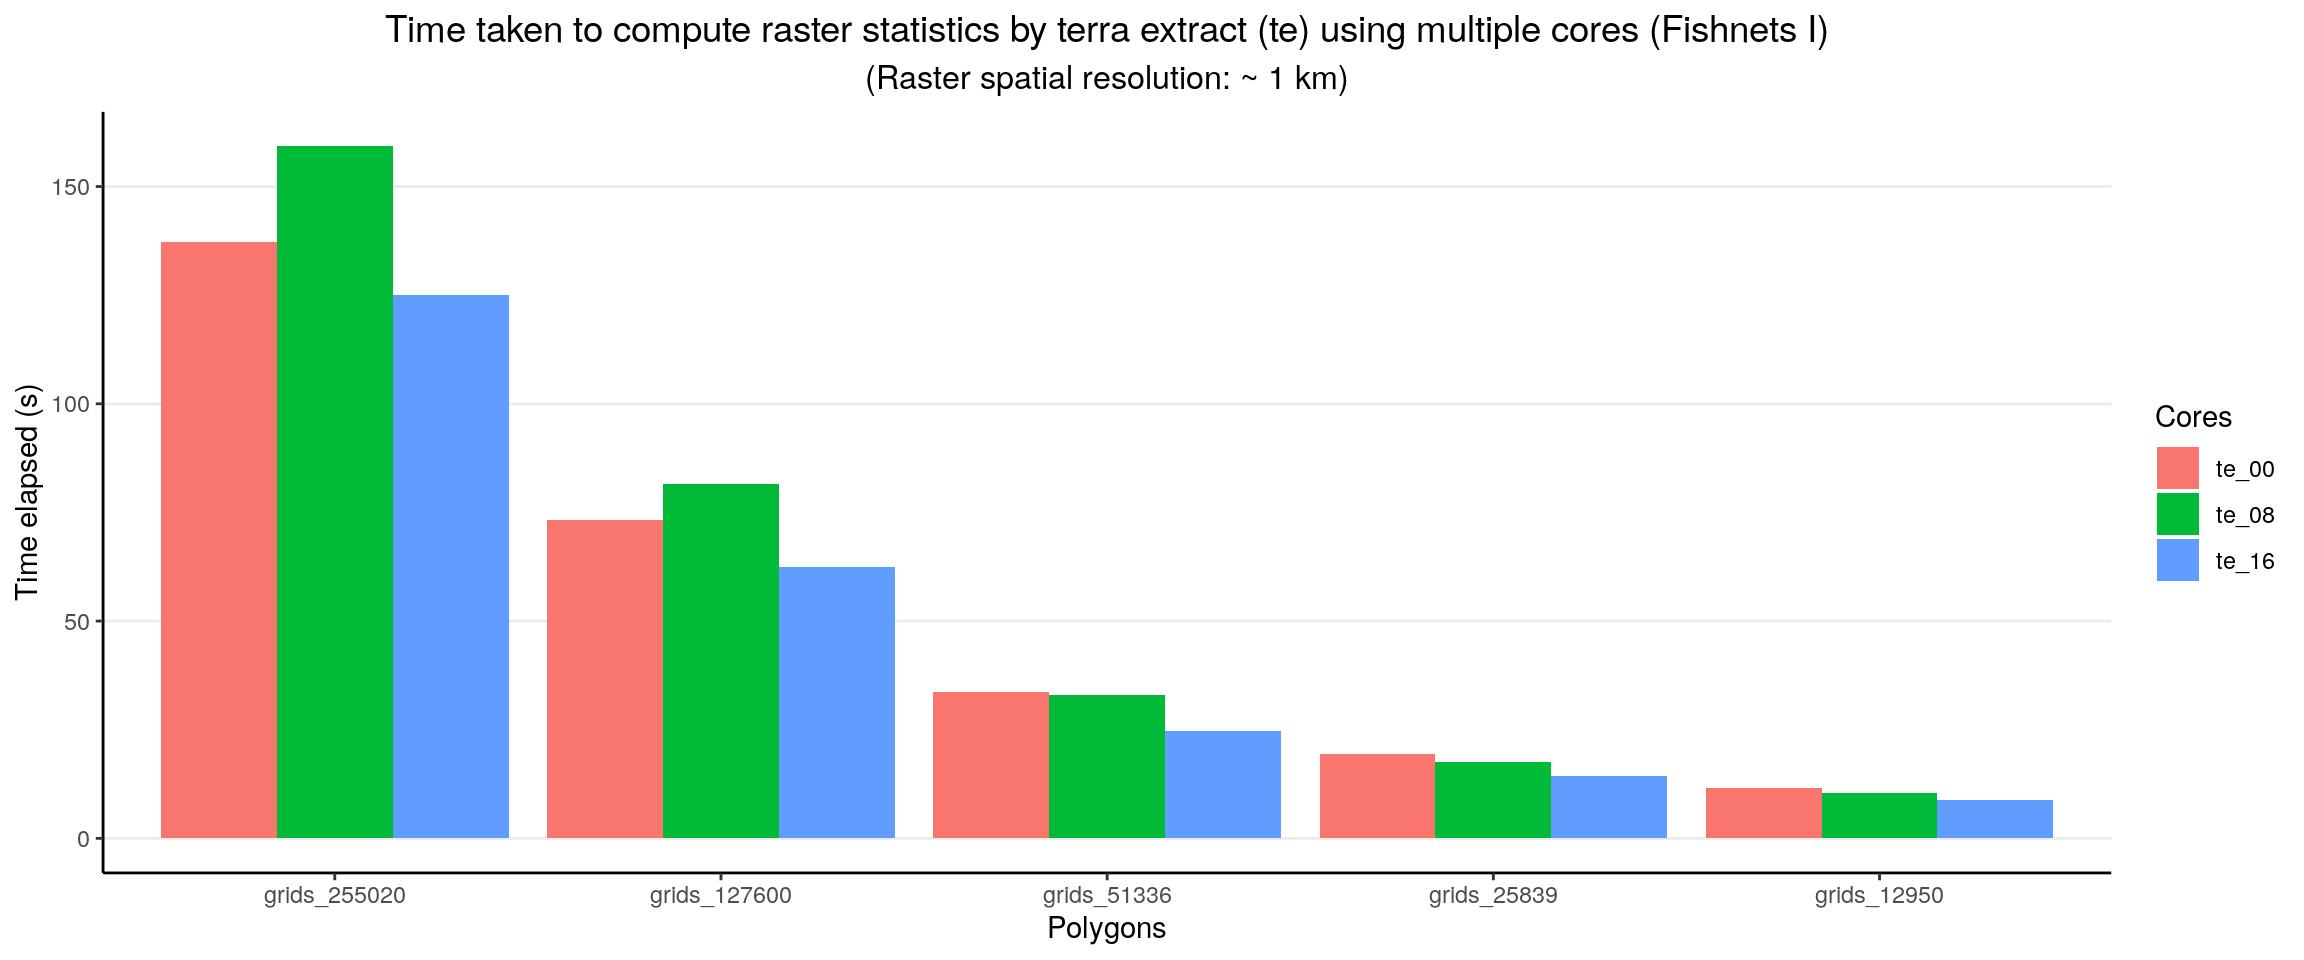 Time taken to compute raster statistics by terra extract (te) using multiple cores (Fishnets I)
(Raster spatial resolution: ~ 1 km)
Time elapsed (s)
150
100
50
0
grids_255020
grids_127600
grids_51336
grids_25839
grids_12950
Polygons
Cores
te_00
te_08
te_16